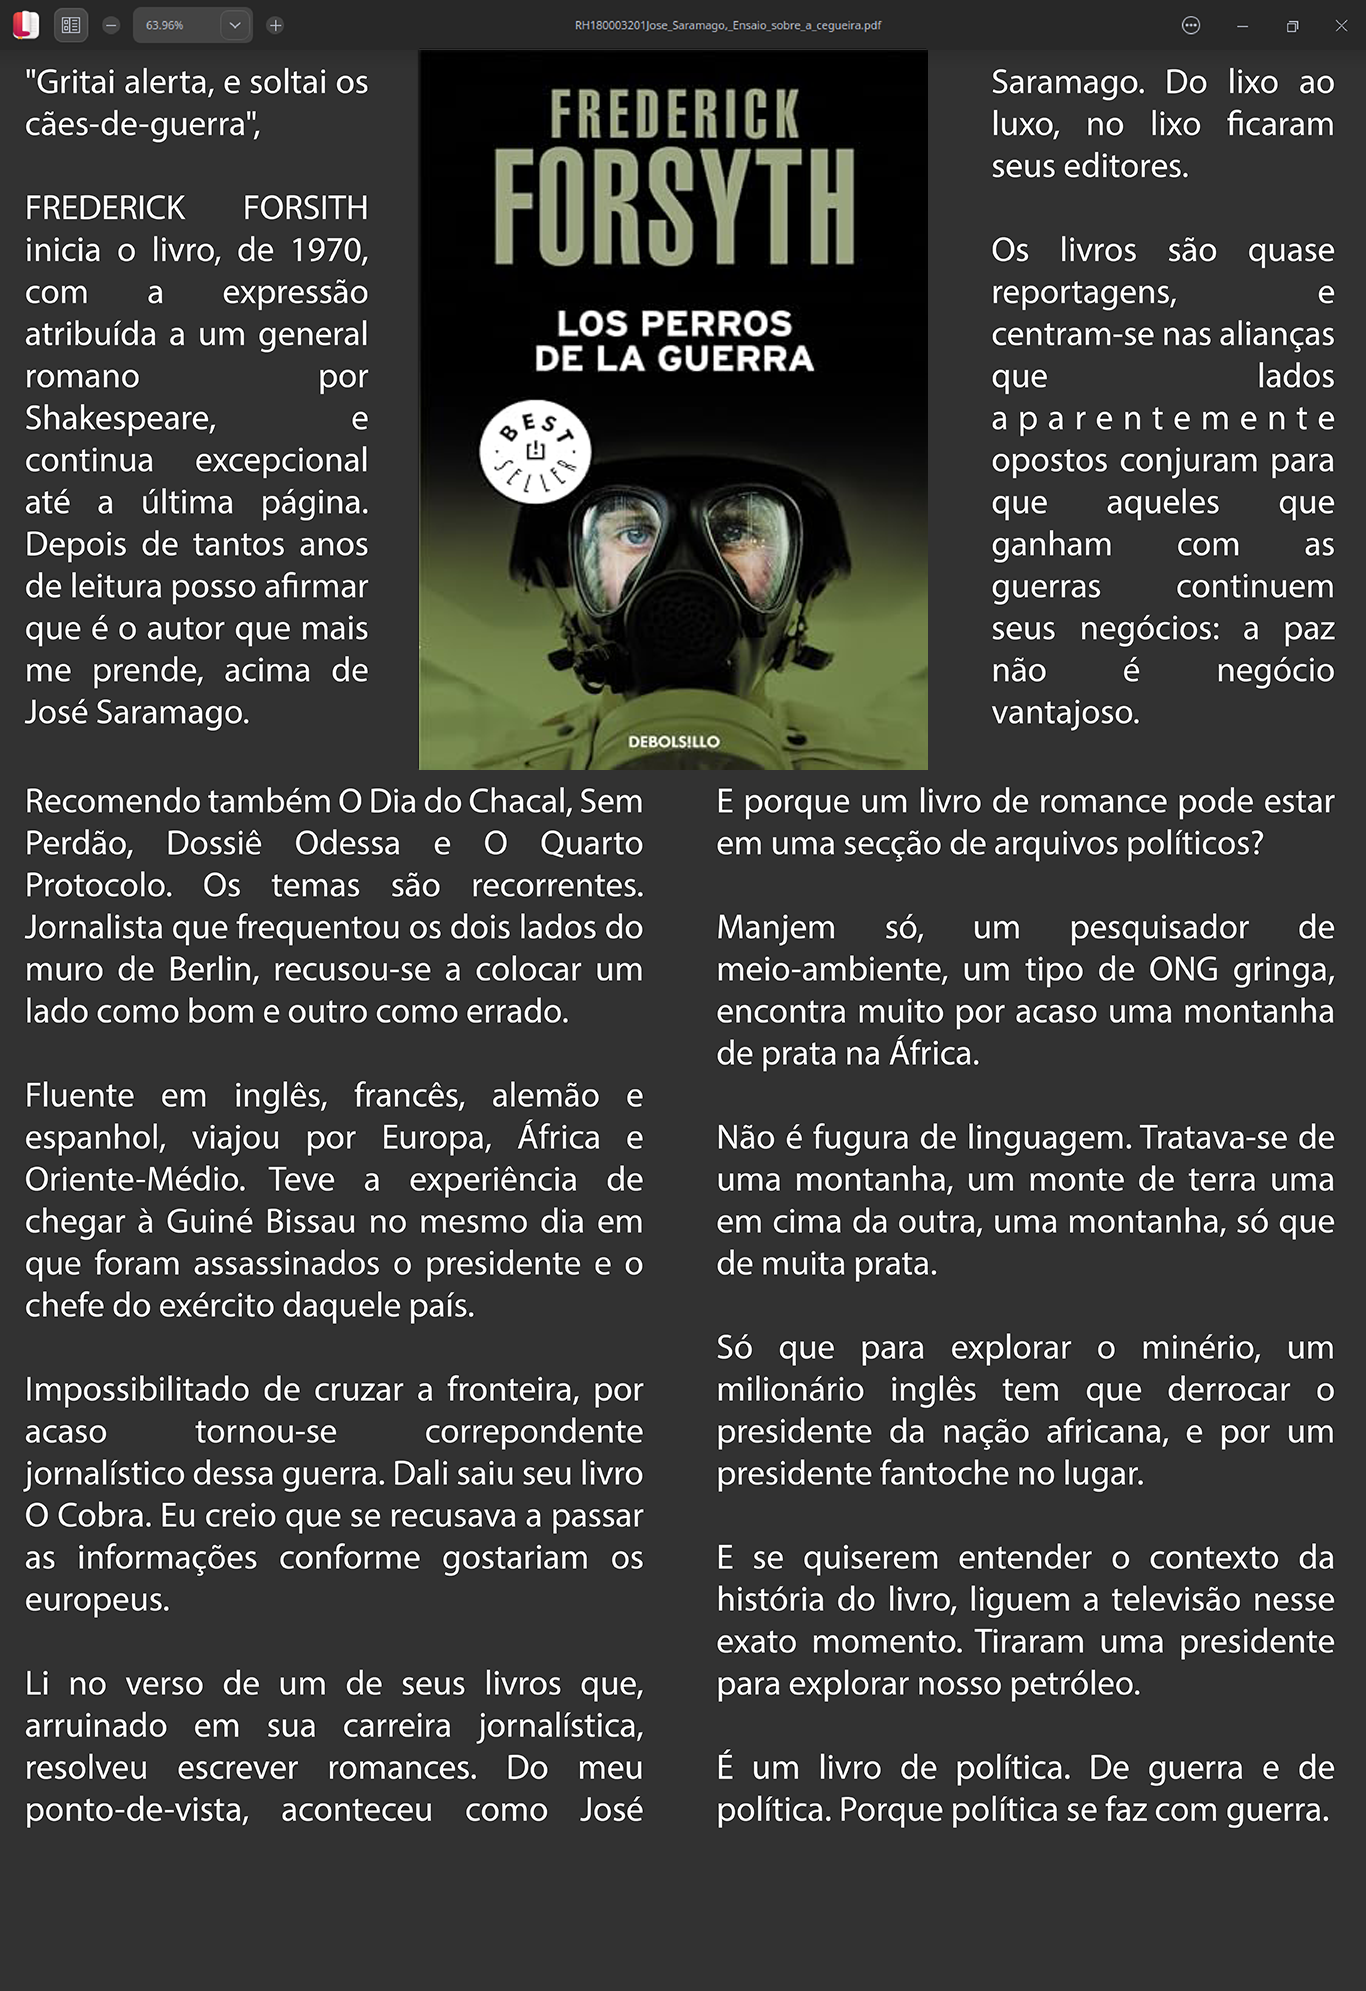 63.96%
RH180003201Jose_Saramago,_Ensaio_sobre_a_cegueira.pdf
"Gritai alerta, e soltai os
cães-de-guerra",
FREDERICK FORSITH
inicia o livro, de 1970,
com a expressão
atribuída a um general
romano por
Shakespeare, e
continua excepcional
até a última página.
Depois de tantos anos
de leitura posso afirmar
que é o autor que mais
me prende, acima de
José Saramago.
FREDERICK
FORSYTH
LOS PERROS
DE LA GUERRA
BEST
SELLER
DEBOLS!LLO
Recomendo também O Dia do Chacal, Sem
Perdão, Dossiê Odessa e O Quarto
Protocolo. Os temas são recorrentes.
Jornalista que frequentou os dois lados do
muro de Berlin, recusou-se a colocar um
lado como bom e outro como errado.
Fluente em inglês, francês, alemão e
espanhol, viajou por Europa, África e
Oriente-Médio. Teve a experiência de
chegar à Guiné Bissau no mesmo dia em
que foram assassinados o presidente e o
chefe do exército daquele país.
Impossibilitado de cruzar a fronteira, por
acaso tornou-se correpondente
jornalístico dessa guerra. Dali saiu seu livro
O Cobra. Eu creio que se recusava a passar
as informações conforme gostariam os
europeus.
Li no verso de um de seus livros que,
arruinado em sua carreira jornalística,
resolveu escrever romances. Do meu
ponto-de-vista, aconteceu como José
Saramago. Do lixo ao
luxo, no lixo ficaram
seus editores.
Os livros são quase
reportagens, e
centram-se nas alianças
que lados
aparentemente
opostos conjuram para
que aqueles que
ganham com as
guerras continuem
seus negócios: a paz
não é negócio
vantajoso.
E porque um livro de romance pode estar
em uma secção de arquivos políticos?
Manjem só, um pesquisador de
meio-ambiente, um tipo de ONG gringa,
encontra muito por acaso uma montanha
de prata na África.
Não é fugura de linguagem. Tratava-se de
uma montanha, um monte de terra uma
em cima da outra, uma montanha, só que
de muita prata.
Só que para explorar o minério, um
milionário inglês tem que derrocar o
presidente da nação africana, e por um
presidente fantoche no lugar.
E se quiserem entender o contexto da
história do livro, liguem a televisão nesse
exato momento. Tiraram uma presidente
para explorar nosso petróleo.
É um livro de política. De guerra e de
política. Porque política se faz com guerra.